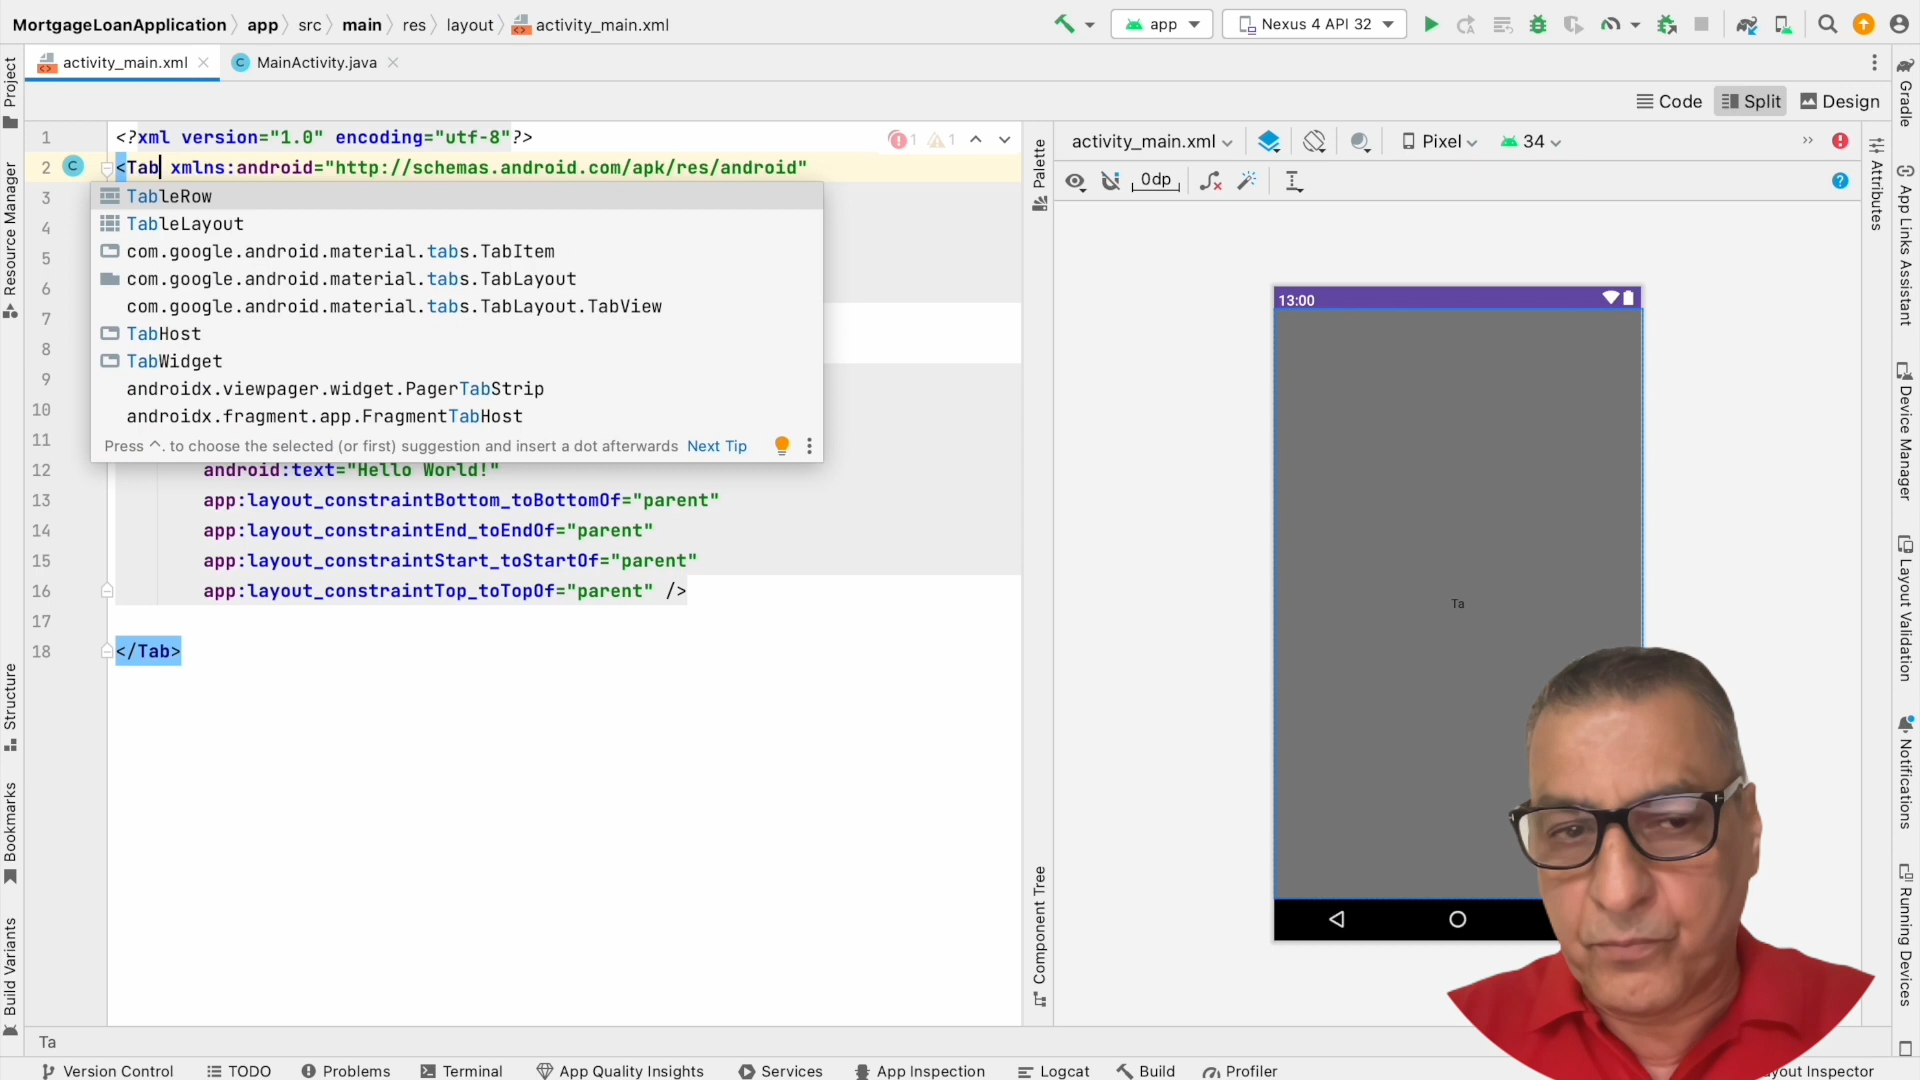 MortgageLoanApplication app src main res layout activity_main.xml
app
Nexus 4 API 32
activity_main.xml
MainActivity.java
Code
Split
Design
Project
Resource Manager
Structure
Bookmarks
Build Variants
1 <?xml version="1.0" encoding="utf-8"?>
1 1
2 <Tab xmlns:android="http://schemas.android.com/apk/res/android"
3
4
5
6
7
8
9
10
11
TableRow
TableLayout
com.google.android.material.tabs.TabItem
com.google.android.material.tabs.TabLayout
com.google.android.material.tabs.TabLayout.TabView
TabHost
TabWidget
androidx.viewpager.widget.PagerTabStrip
androidx.fragment.app.FragmentTabHost
Press ^. to choose the selected (or first) suggestion and insert a dot afterwards Next Tip
12 android:text="Hello World!"
13 app:layout_constraintBottom_toBottomOf="parent"
14 app:layout_constraintEnd_toEndOf="parent"
15 app:layout_constraintStart_toStartOf="parent"
16 app:layout_constraintTop_toTopOf="parent" />
17
18 </Tab>
Palette
Component Tree
activity_main.xml
Pixel
34
0dp
?
13:00
Ta
Attributes
Gradle
App Links Assistant
Device Manager
Layout Validation
Notifications
Running Devices
Ta
Version Control
TODO
Problems
Terminal
App Quality Insights
Services
App Inspection
Logcat
Build
Profiler
Inspector